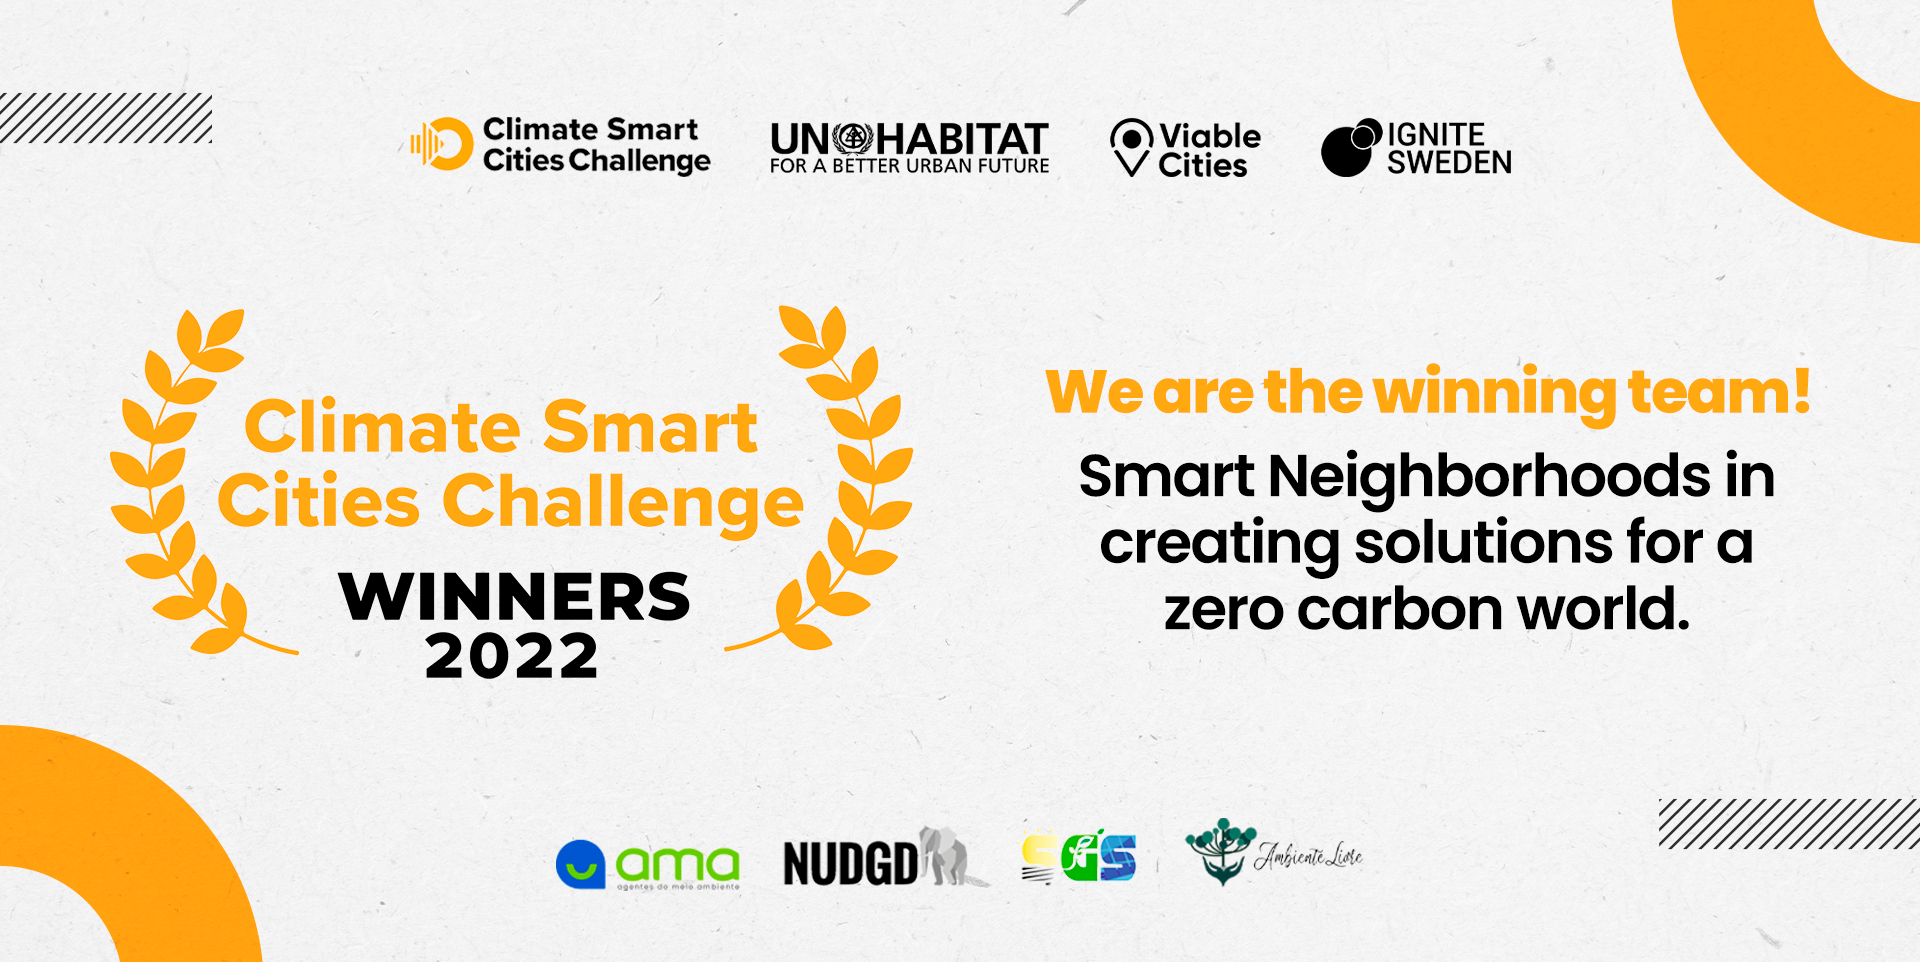 Climate Smart
Cities Challenge
UN HABITAT
FOR A BETTER URBAN FUTURE
Viable
Cities
IGNITE
SWEDEN
Climate Smart
Cities Challenge
WINNERS
2022
We are the winning team!
Smart Neighborhoods in
creating solutions for a
zero carbon world.
ama
agentes do meio ambiente
NUDGD
SGS
Ambiente Livre